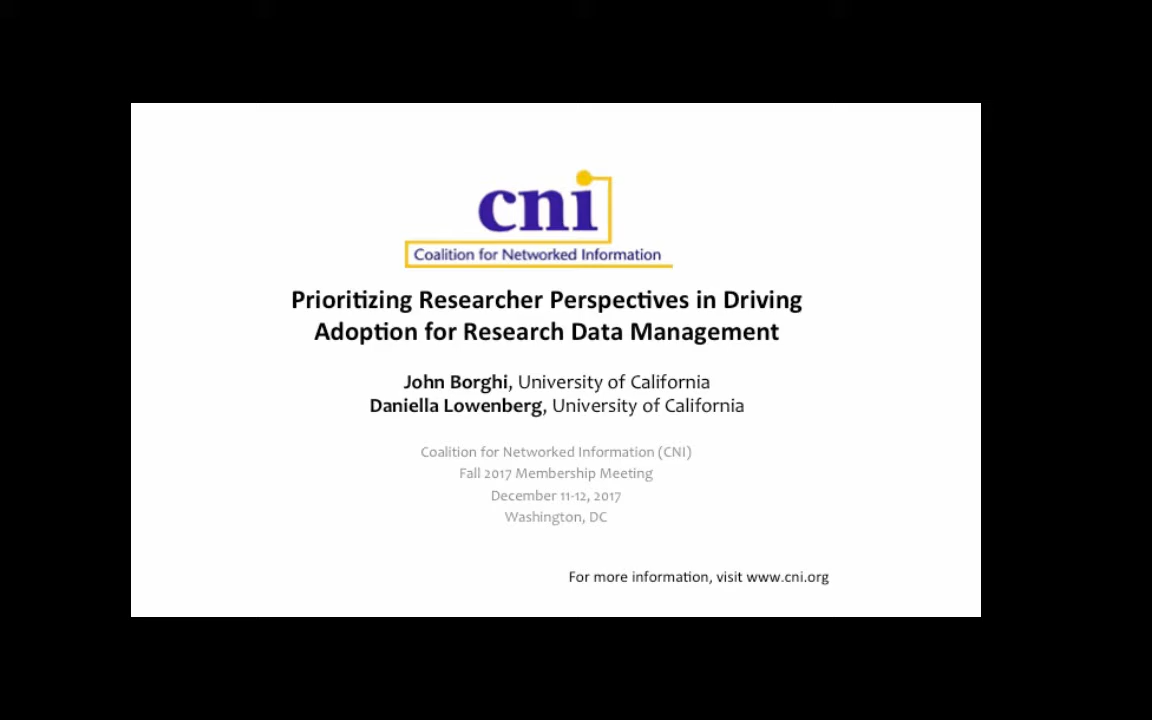 cni
Coalition for Networked Information
Prioritizing Researcher Perspectives in Driving
Adoption for Research Data Management
John Borghi, University of California
Daniella Lowenberg, University of California
Coalition for Networked Information (CNI)
Fall 2017 Membership Meeting
December 11-12, 2017
Washington, DC
For more information, visit www.cni.org